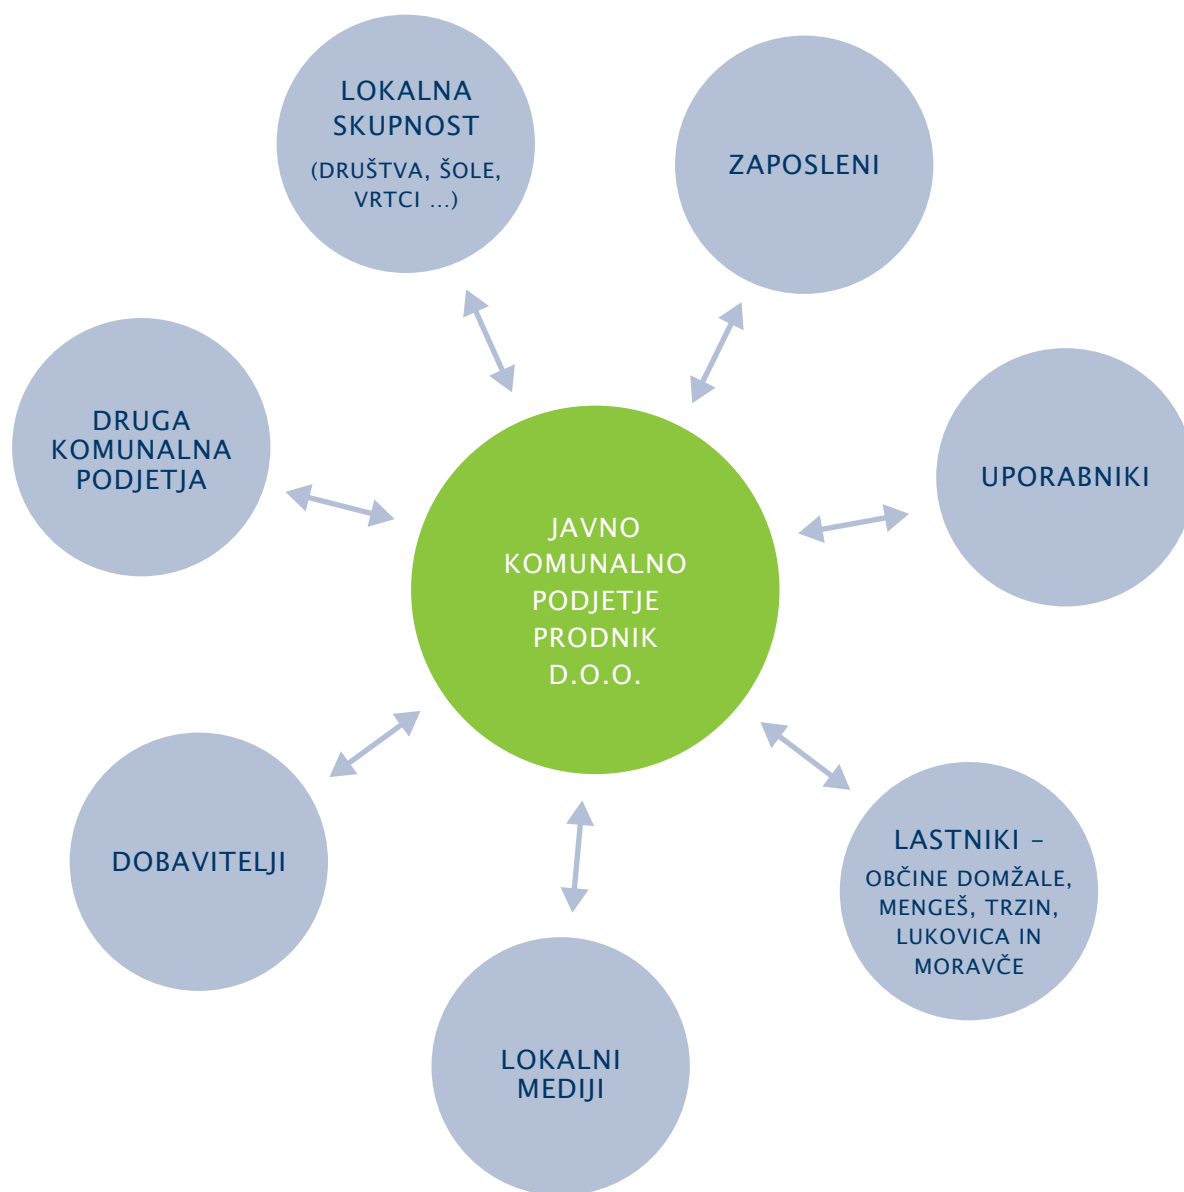 LOKALNA
SKUPNOST
(DRUŠTVA, ŠOLE,
VRTCI ...)
ZAPOSLENI
DRUGA
KOMUNALNA
PODJETJA
UPORABNIKI
JAVNO
KOMUNALNO
PODJETJE
PRODNIK
D.O.O.
DOBAVITELJI
LASTNIKI –
OBČINE DOMŽALE,
MENGEŠ, TRZIN,
LUKOVICA IN
MORAVČE
LOKALNI
MEDIJI